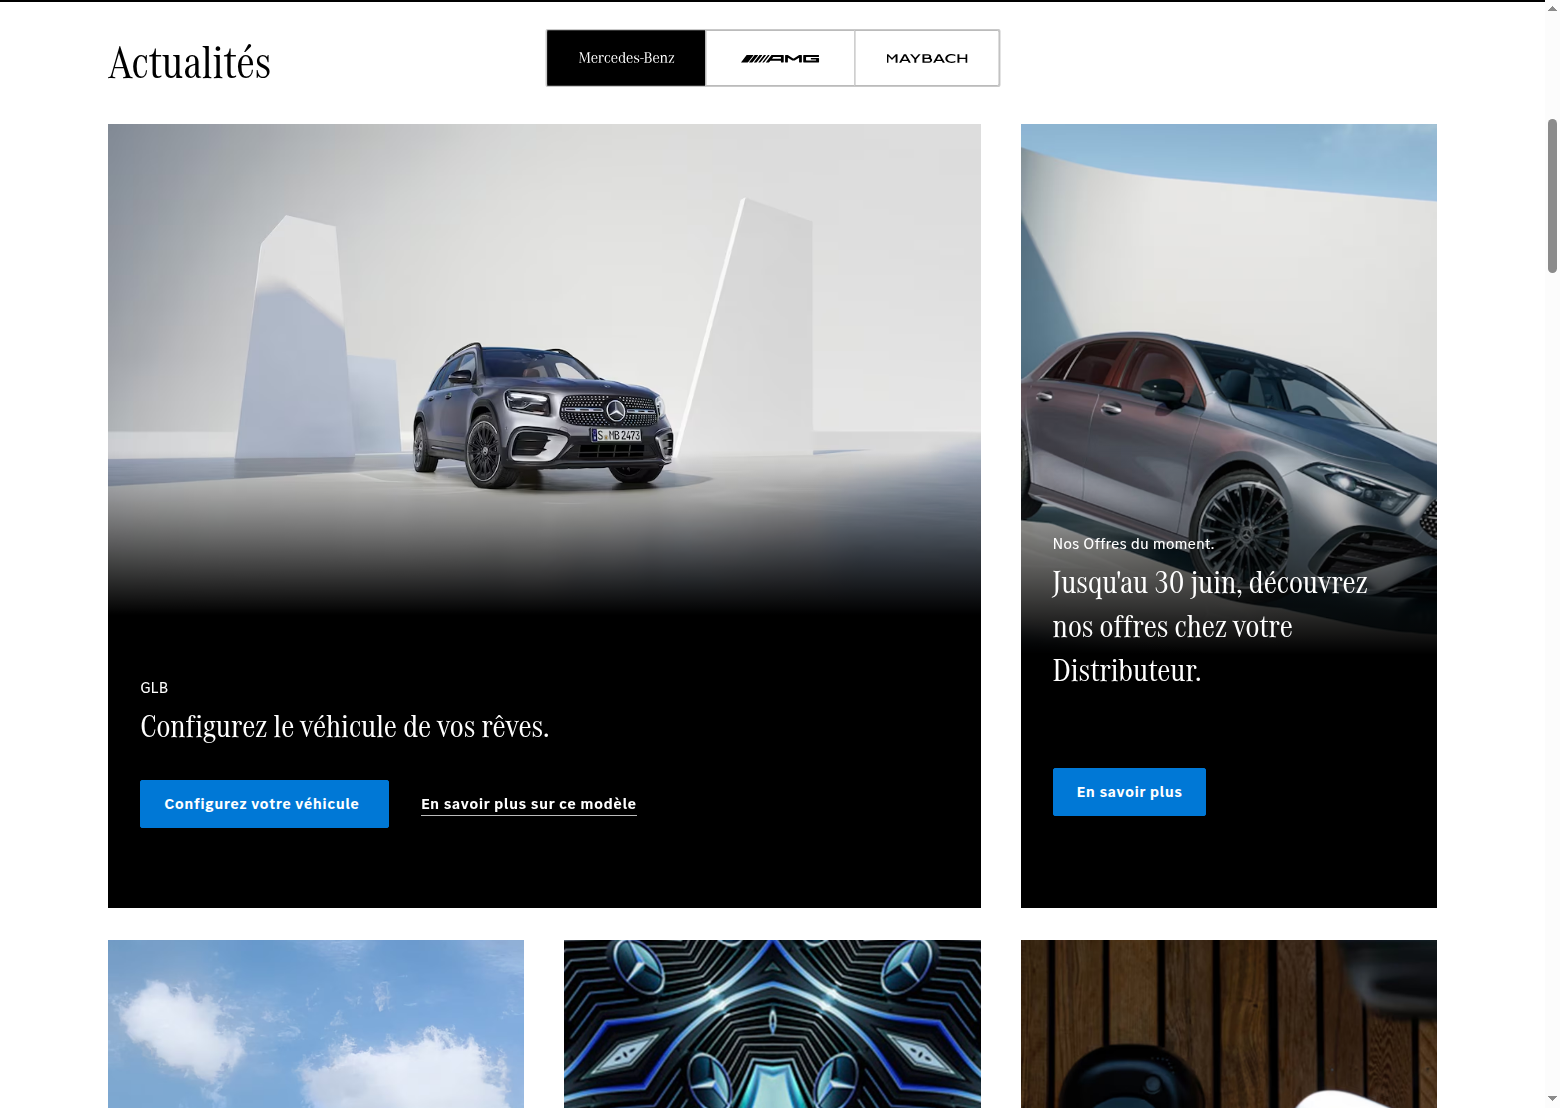 Actualités
Mercedes-Benz
AMG
MAYBACH
S MB 2473
GLB
Configurez le véhicule de vos rêves.
Configurez votre véhicule
En savoir plus sur ce modèle
Nos Offres du moment.
Jusqu'au 30 juin, découvrez
nos offres chez votre
Distributeur.
En savoir plus